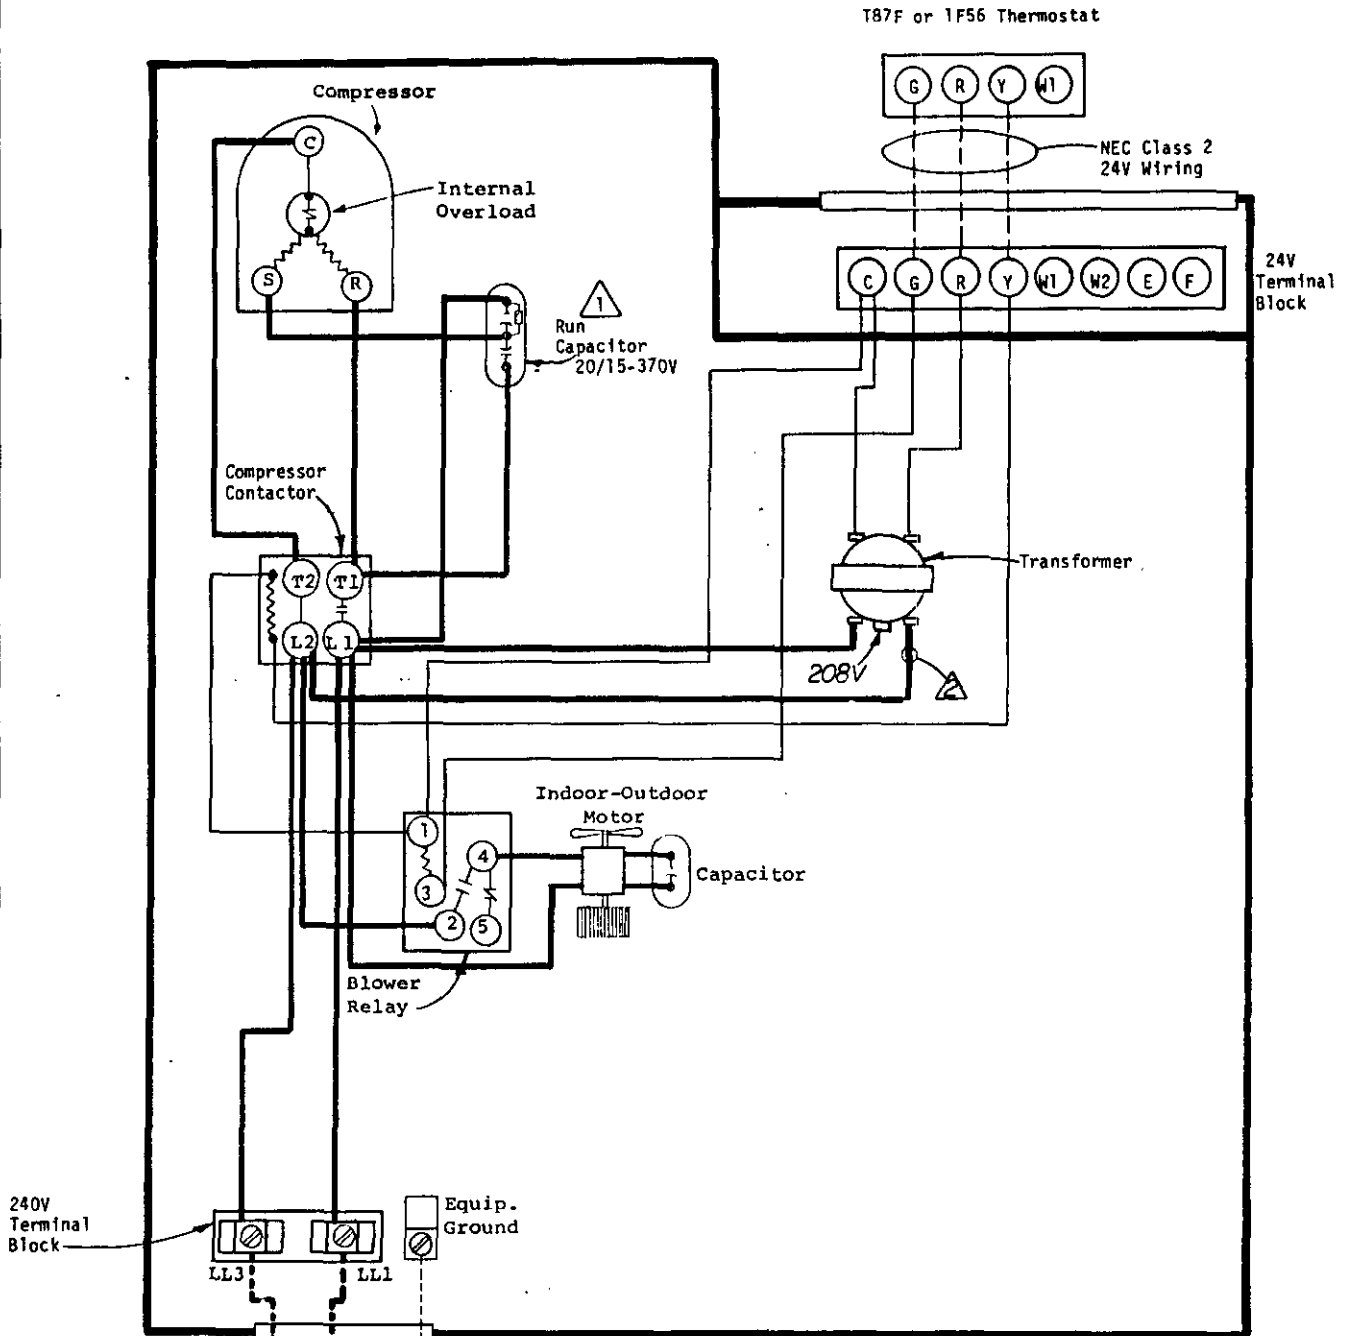 T87F or 1F56 Thermostat
G R Y W1
NEC Class 2
24V Wiring
C G R Y W1 W2 E F
24V
Terminal
Block
Compressor
C
Internal
Overload
S R
1
Run
Capacitor
20/15-370V
Compressor
Contactor
T2 T1
L2 L1
Transformer
208V
2
Indoor-Outdoor
Motor
1
4
3
2 5
Capacitor
Blower
Relay
240V
Terminal
Block
Equip.
Ground
LL3 LL1